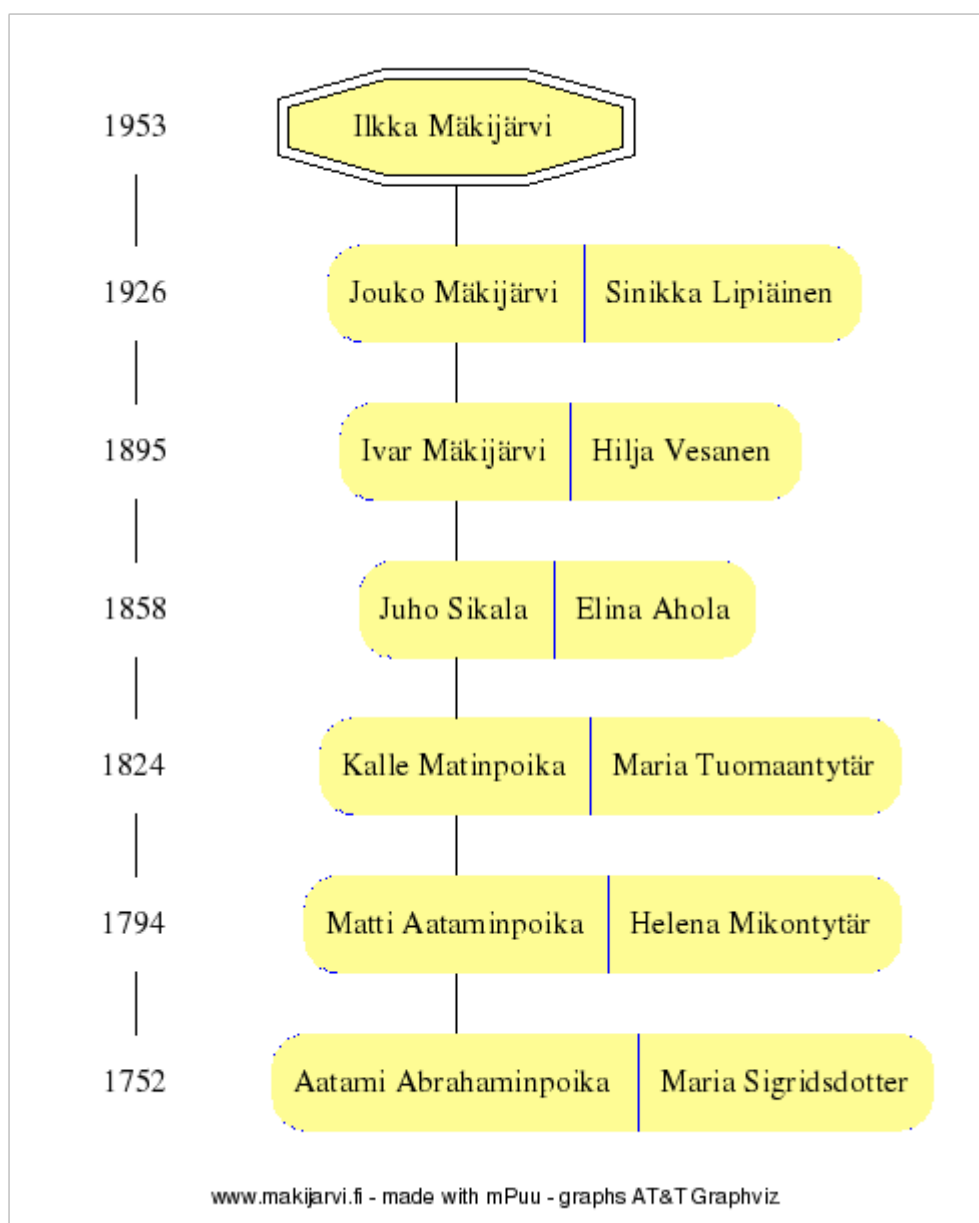 1953 Ilkka Mäkijärvi
1926 Jouko Mäkijärvi Sinikka Lipiäinen
1895 Ivar Mäkijärvi Hilja Vesanen
1858 Juho Sikala Elina Ahola
1824 Kalle Matinpoika Maria Tuomaantytär
1794 Matti Aataminpoika Helena Mikontytär
1752 Aatami Abrahaminpoika Maria Sigridsdotter
www.makijarvi.fi - made with mPuu - graphs AT&T Graphviz